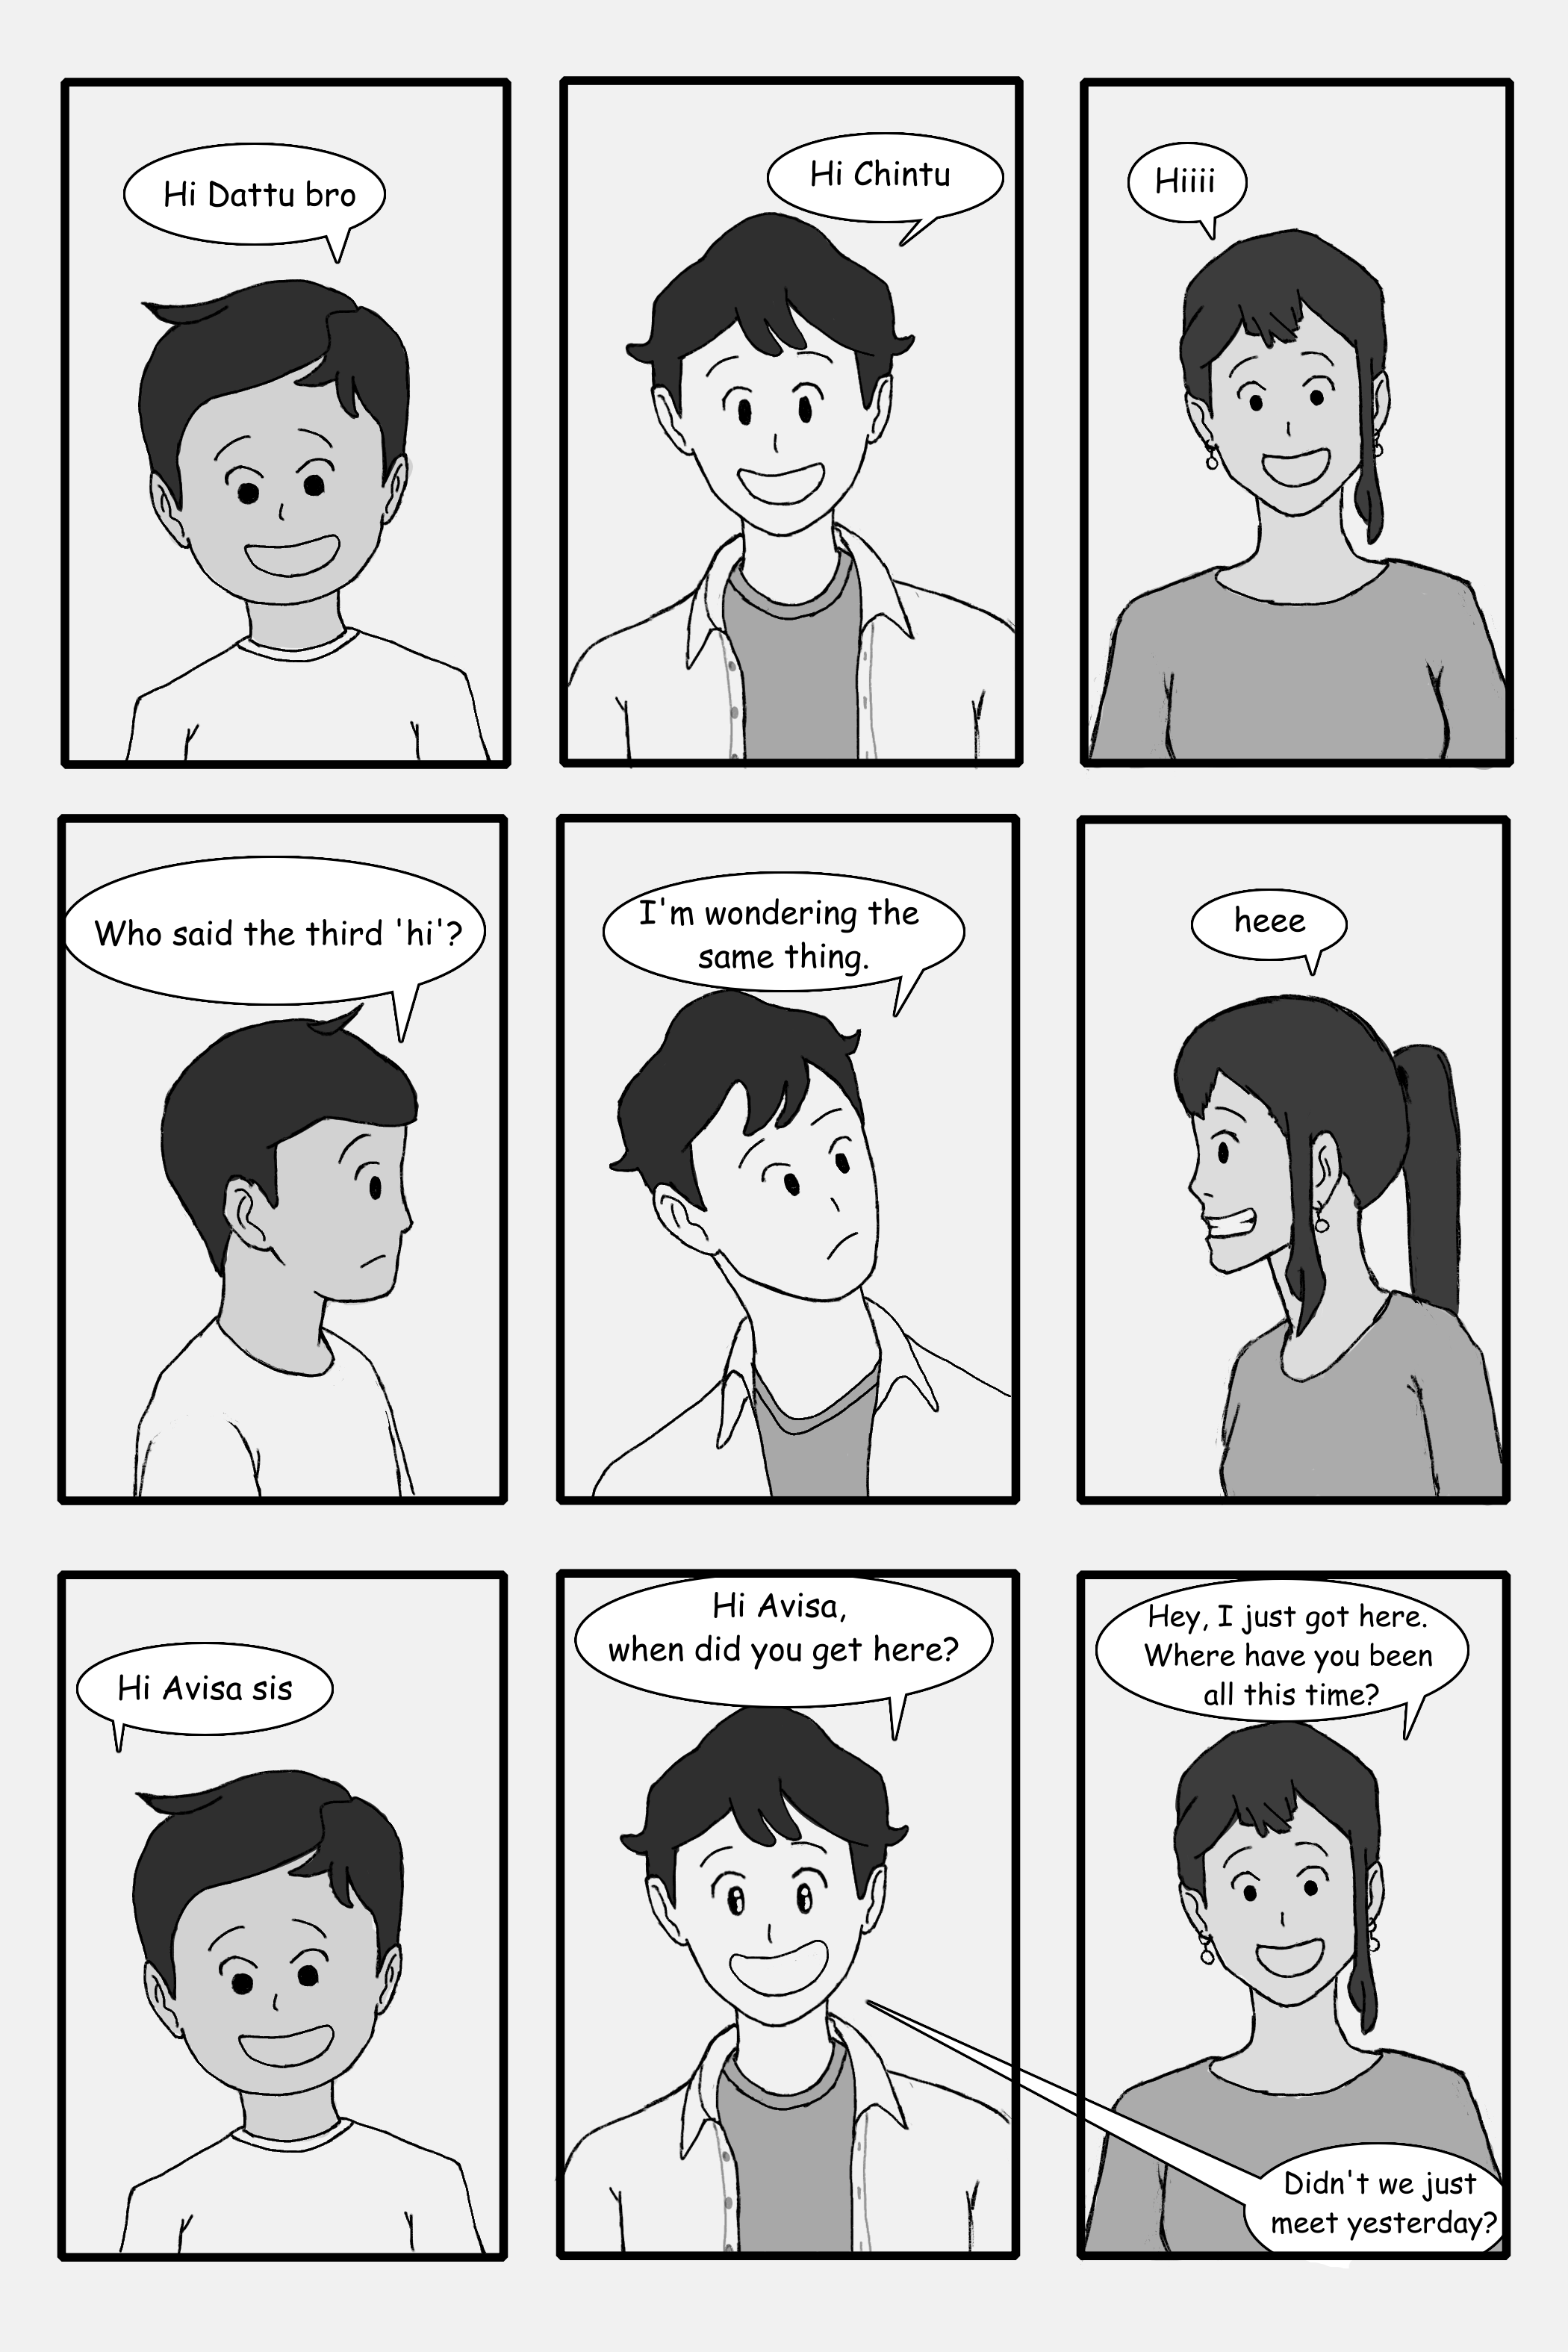 Hi Dattu bro
Hi Chintu
Hiiii
Who said the third 'hi'?
I'm wondering the
same thing.
heee
Hi Avisa sis
Hi Avisa,
when did you get here?
Hey, I just got here.
Where have you been
all this time?
Didn't we just
meet yesterday?